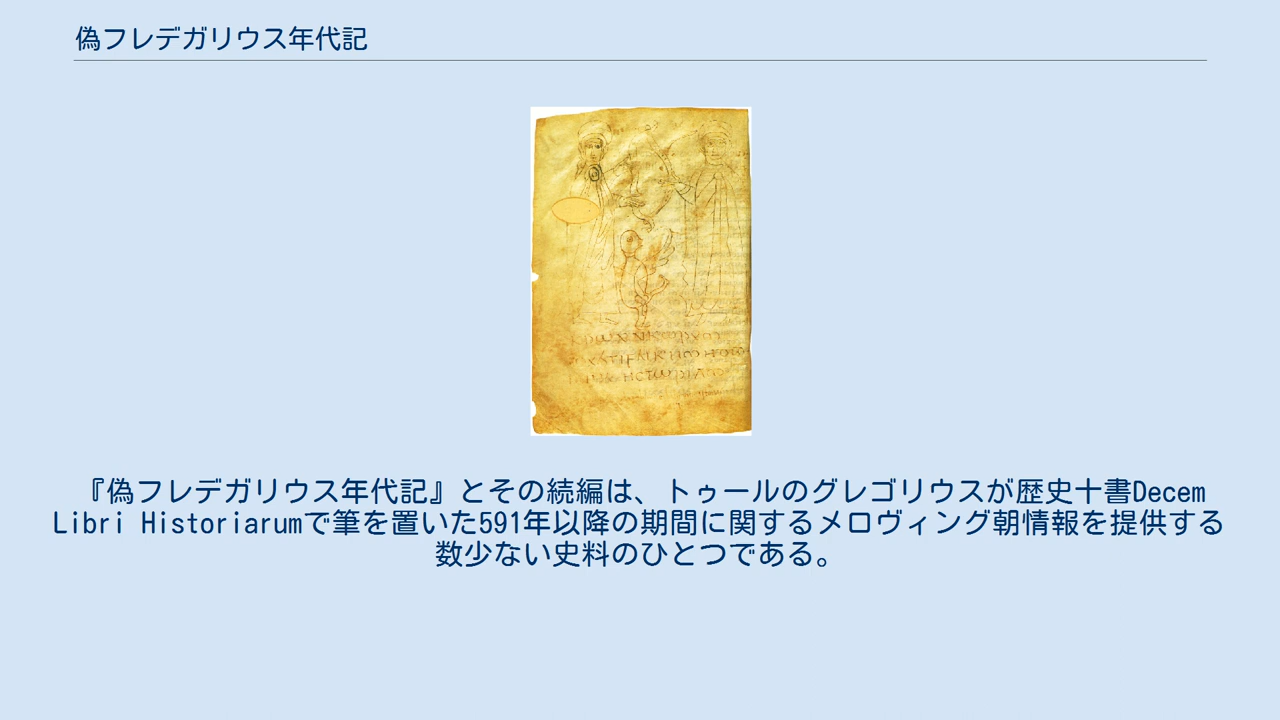 偽フレデガリウス年代記
『偽フレデガリウス年代記』とその続編は、トゥールのグレゴリウスが歴史十書Decem
Libri Historiarumで筆を置いた591年以降の期間に関するメロヴィング朝情報を提供する
数少ない史料のひとつである。